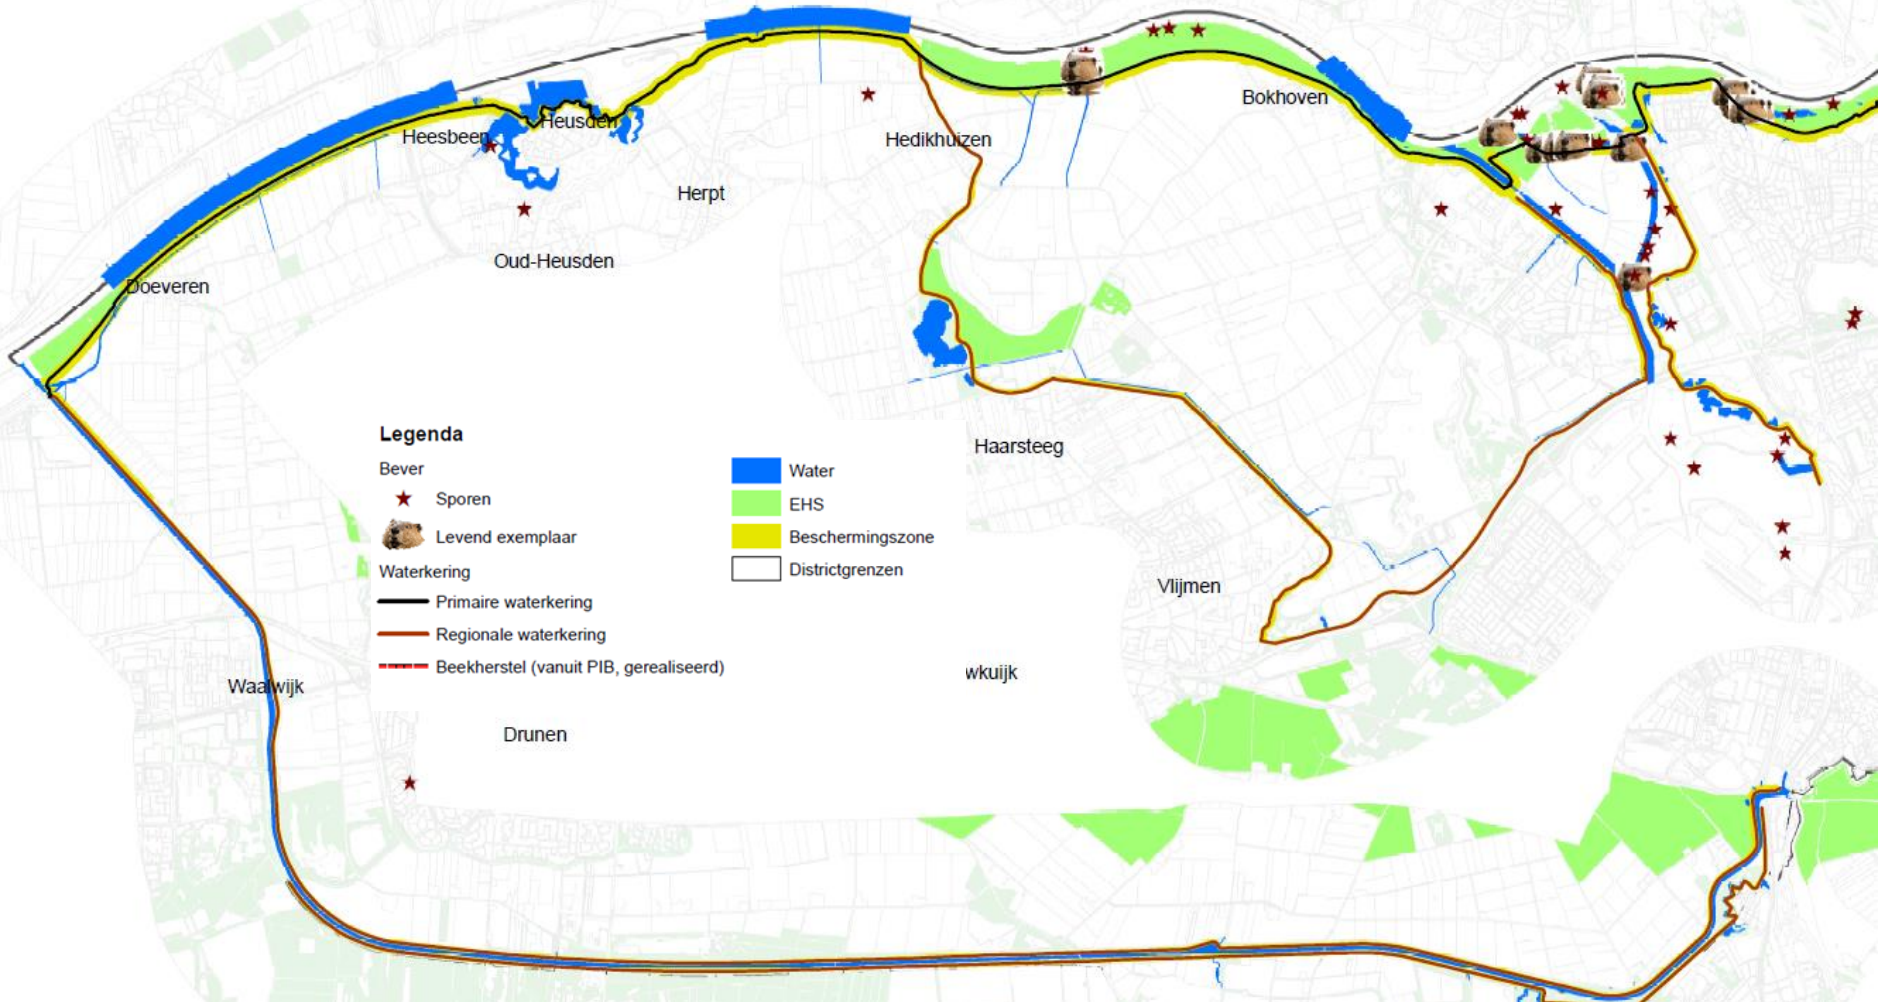 Bokhoven
Heesbeen
Heusden
Hedikhuizen
Herpt
Oud-Heusden
Doeveren
Legenda
Bever
Sporen
Levend exemplaar
Waterkering
Primaire waterkering
Regionale waterkering
Beekherstel (vanuit PIB, gerealiseerd)
Water
EHS
Beschermingszone
Districtgrenzen
Haarsteeg
Vlijmen
wkuijk
Waalwijk
Drunen